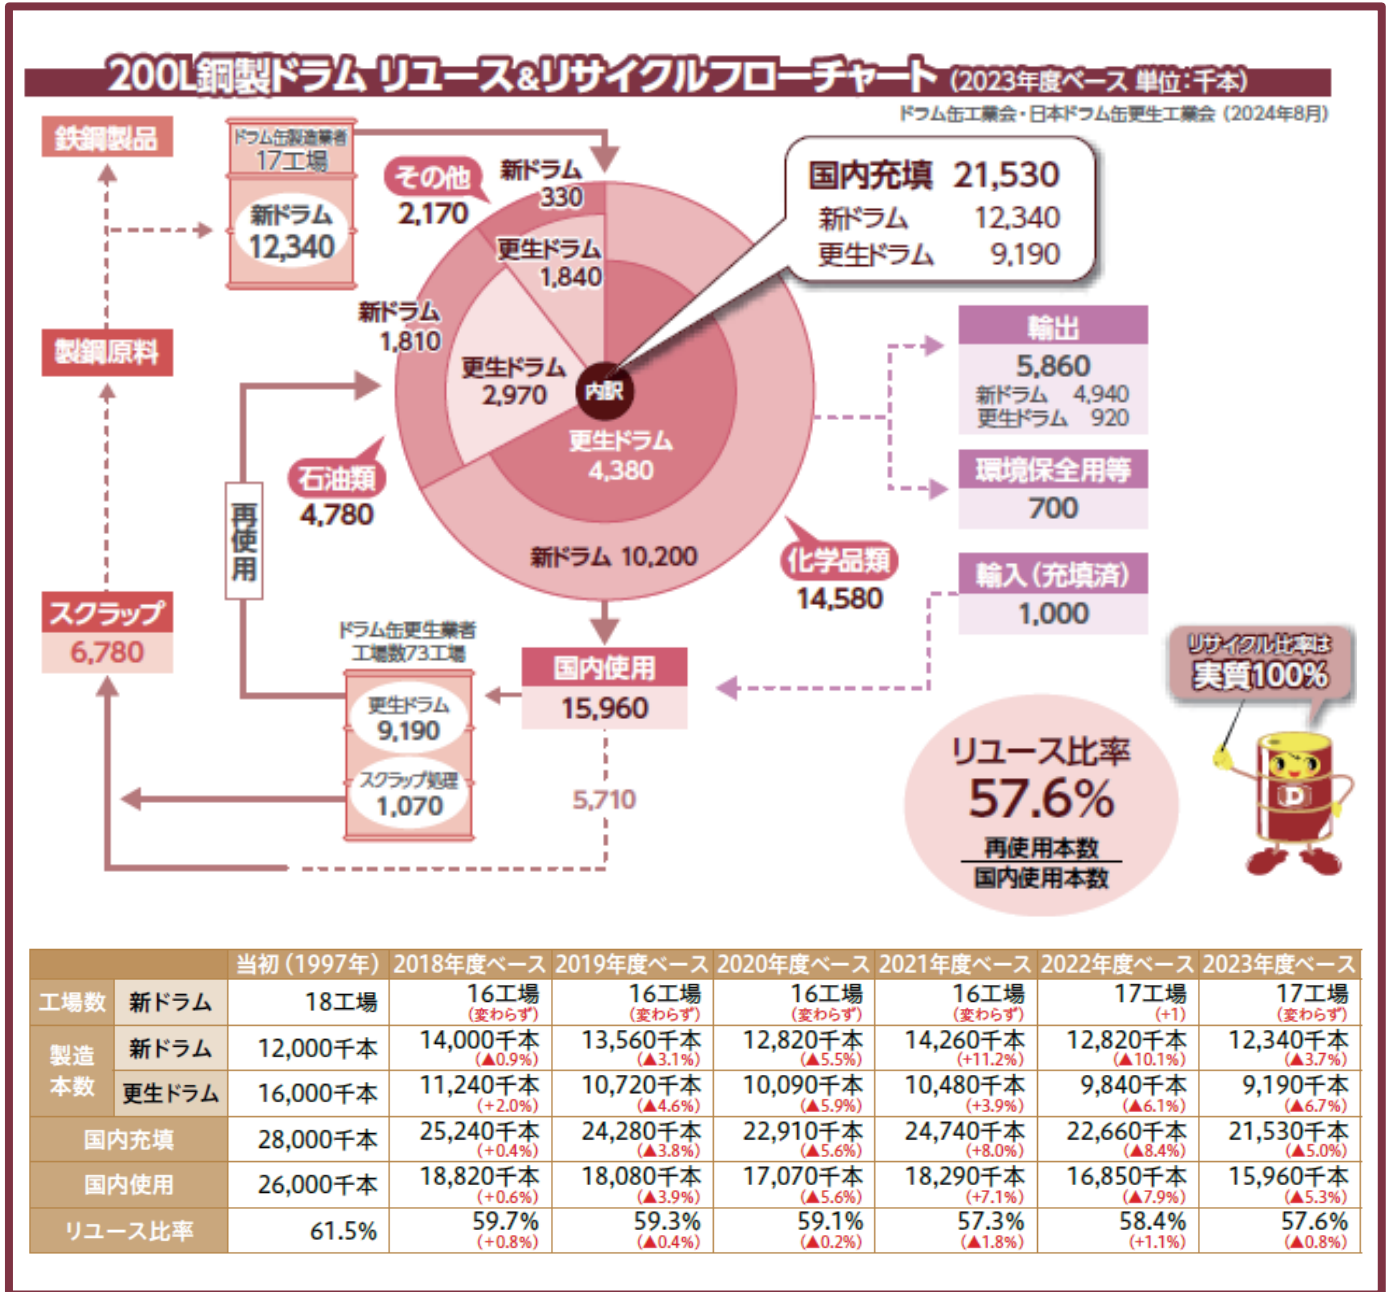 200L鋼製ドラム リユース&リサイクルフローチャート(2023年度ベース 単位:千本)
ドラム缶工業会・日本ドラム缶更生工業会(2024年8月)
鉄鋼製品
ドラム缶製造業者
17工場
新ドラム
12,340
その他
2,170
新ドラム
330
更生ドラム
1,840
国内充填 21,530
新ドラム 12,340
更生ドラム 9,190
製鋼原料
新ドラム
1,810
更生ドラム
2,970
内訳
更生ドラム
4,380
輸出
5,860
新ドラム 4,940
更生ドラム 920
石油類
4,780
環境保全用等
700
再使用
新ドラム 10,200
化学品類
14,580
輸入(充填済)
1,000
スクラップ
6,780
ドラム缶更生業者
工場数73工場
更生ドラム
9,190
スクラップ処理
1,070
国内使用
15,960
5,710
リサイクル比率は
実質100%
リユース比率
57.6%
再使用本数
国内使用本数
D
当初(1997年) 2018年度ベース 2019年度ベース 2020年度ベース 2021年度ベース 2022年度ベース 2023年度ベース
工場数 新ドラム 18工場 16工場 16工場 16工場 16工場 17工場 17工場
(変わらず) (変わらず) (変わらず) (変わらず) (+1) (変わらず)
製造本数 新ドラム 12,000千本 14,000千本 13,560千本 12,820千本 14,260千本 12,820千本 12,340千本
(▲0.9%) (▲3.1%) (▲5.5%) (+11.2%) (▲10.1%) (▲3.7%)
更生ドラム 16,000千本 11,240千本 10,720千本 10,090千本 10,480千本 9,840千本 9,190千本
(+2.0%) (▲4.6%) (▲5.9%) (+3.9%) (▲6.1%) (▲6.7%)
国内充填 28,000千本 25,240千本 24,280千本 22,910千本 24,740千本 22,660千本 21,530千本
(+0.4%) (▲3.8%) (▲5.6%) (+8.0%) (▲8.4%) (▲5.0%)
国内使用 26,000千本 18,820千本 18,080千本 17,070千本 18,290千本 16,850千本 15,960千本
(+0.6%) (▲3.9%) (▲5.6%) (+7.1%) (▲7.9%) (▲5.3%)
リユース比率 61.5% 59.7% 59.3% 59.1% 57.3% 58.4% 57.6%
(+0.8%) (▲0.4%) (▲0.2%) (▲1.8%) (+1.1%) (▲0.8%)